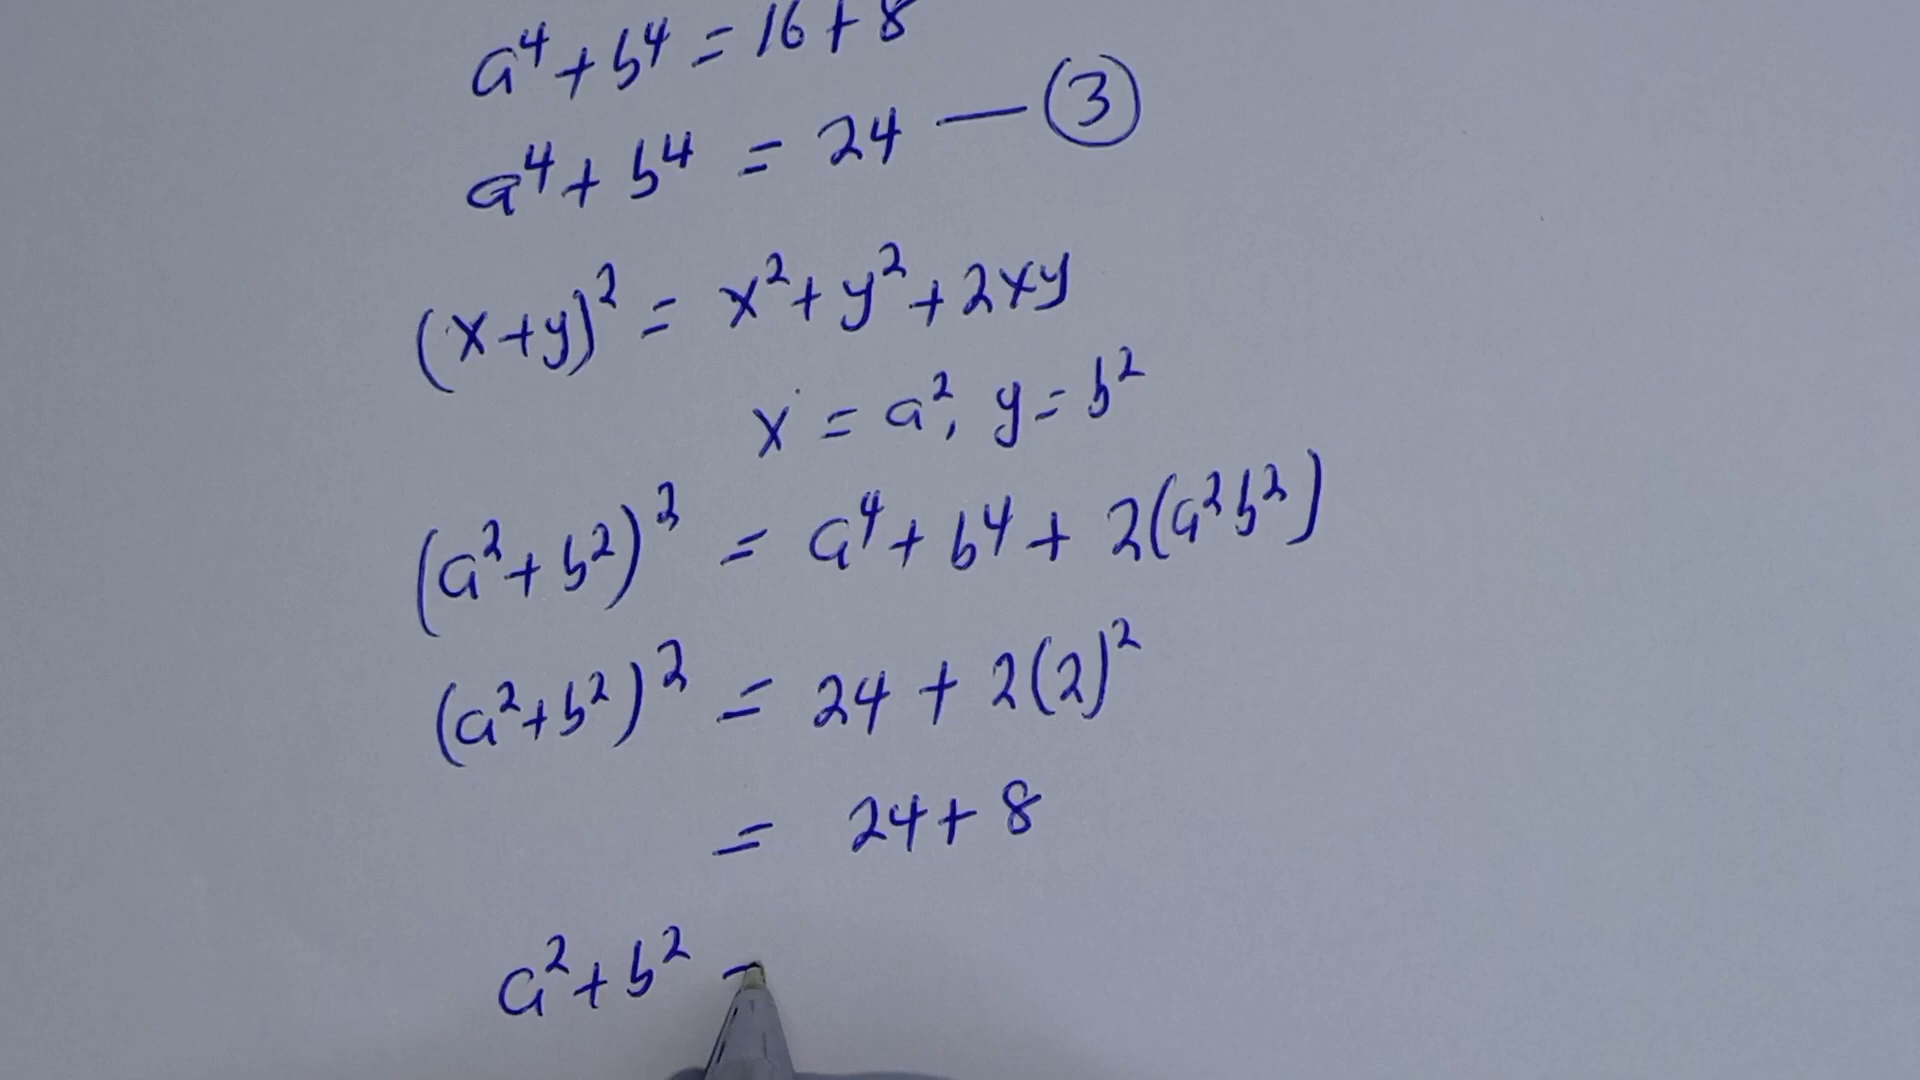 a⁴ + b⁴ = 16 + 8
a⁴ + b⁴ = 24 — ③
(x+y)² = x² + y² + 2xy
x = a², y = b²
(a² + b²)² = a⁴ + b⁴ + 2(a²b²)
(a² + b²)² = 24 + 2(2)²
= 24 + 8
a² + b² =